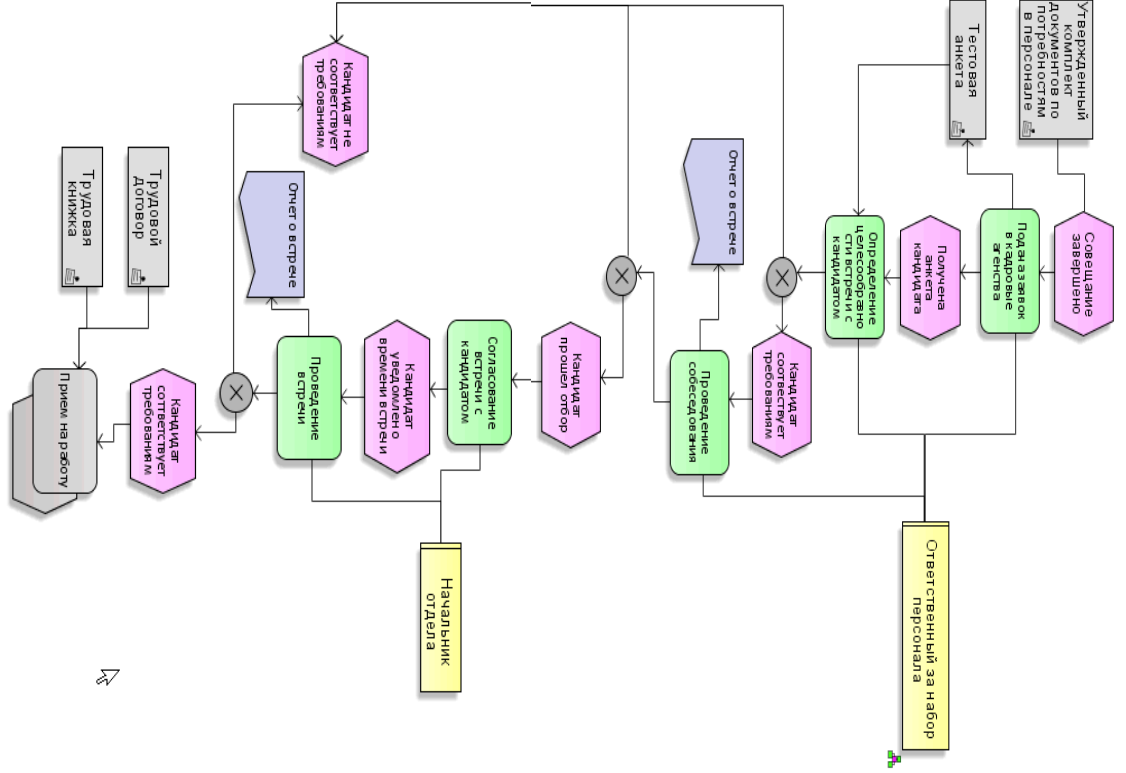 Утвержденный
комплект
документов по
потребностям
в персонале
Совещание
завершено
Тестовая
анкета
Подача заявок
в кадровые
агенства
Получена
анкета
кандидата
Определение
целесообразно
сти встречи с
кандидатом
Ответственный за набор
персонала
Кандидат
соотвествует
требованиям
Отчет о встрече
Проведение
собеседования
Кандидат
прошел отбор
Согласование
встречи с
кандидатом
Начальник
отдела
Кандидат
уведомлен о
времени встречи
Кандидат не
соответствует
требованиям
Отчет о встрече
Проведение
встречи
Кандидат
соответствует
требованиям
Трудовой
договор
Трудовая
книжка
Прием на работу